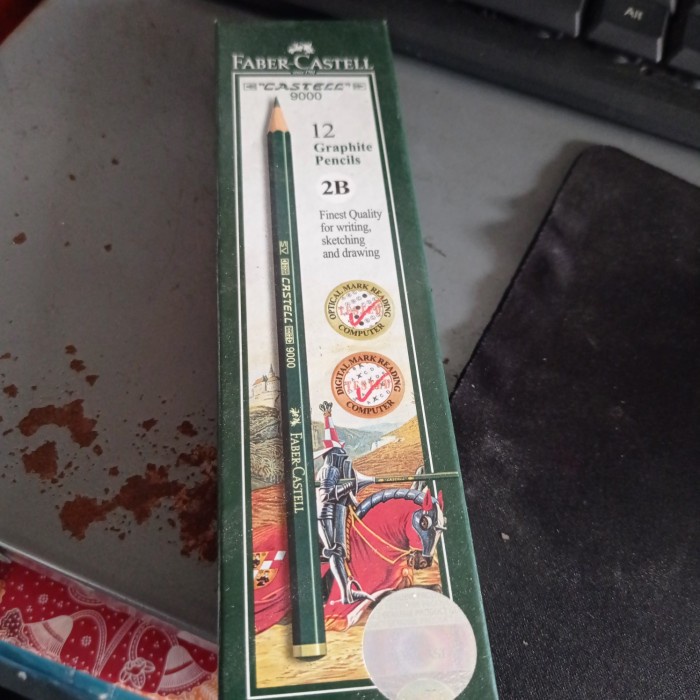 FABER-CASTELL
"CASTELL"
9000
12
Graphite
Pencils
2B
Finest Quality
for writing,
sketching
and drawing
CASTELL 9000
FABER-CASTELL
OPTICAL MARK READING
COMPUTER
DIGITAL MARK READING
COMPUTER
Alt